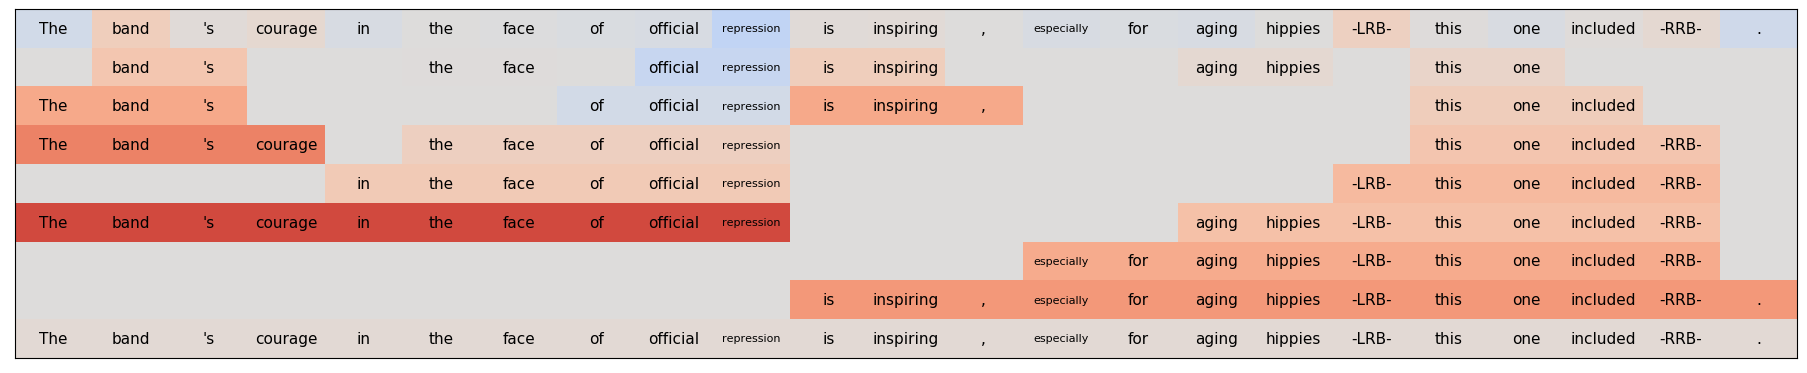 The band 's courage in the face of official repression is inspiring , especially for aging hippies -LRB- this one included -RRB- .
band 's the face official repression is inspiring aging hippies this one
The band 's of official repression is inspiring , this one included
The band 's courage the face of official repression this one included -RRB-
in the face of official repression -LRB- this one included -RRB-
The band 's courage in the face of official repression aging hippies -LRB- this one included -RRB-
especially for aging hippies -LRB- this one included -RRB-
is inspiring , especially for aging hippies -LRB- this one included -RRB- .
The band 's courage in the face of official repression is inspiring , especially for aging hippies -LRB- this one included -RRB- .